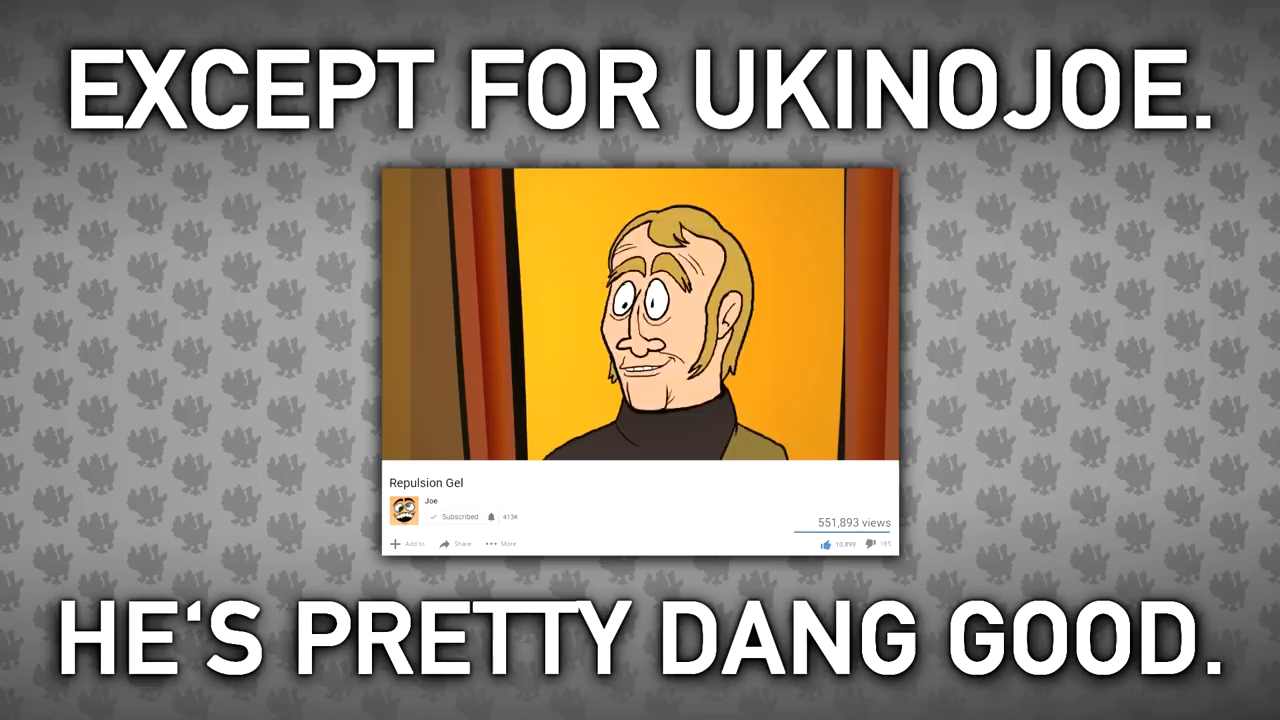 EXCEPT FOR UKINOJOE.
Repulsion Gel
Joe
Subscribed 413K
551,893 views
Add to Share More 10,899 185
HE‘S PRETTY DANG GOOD.